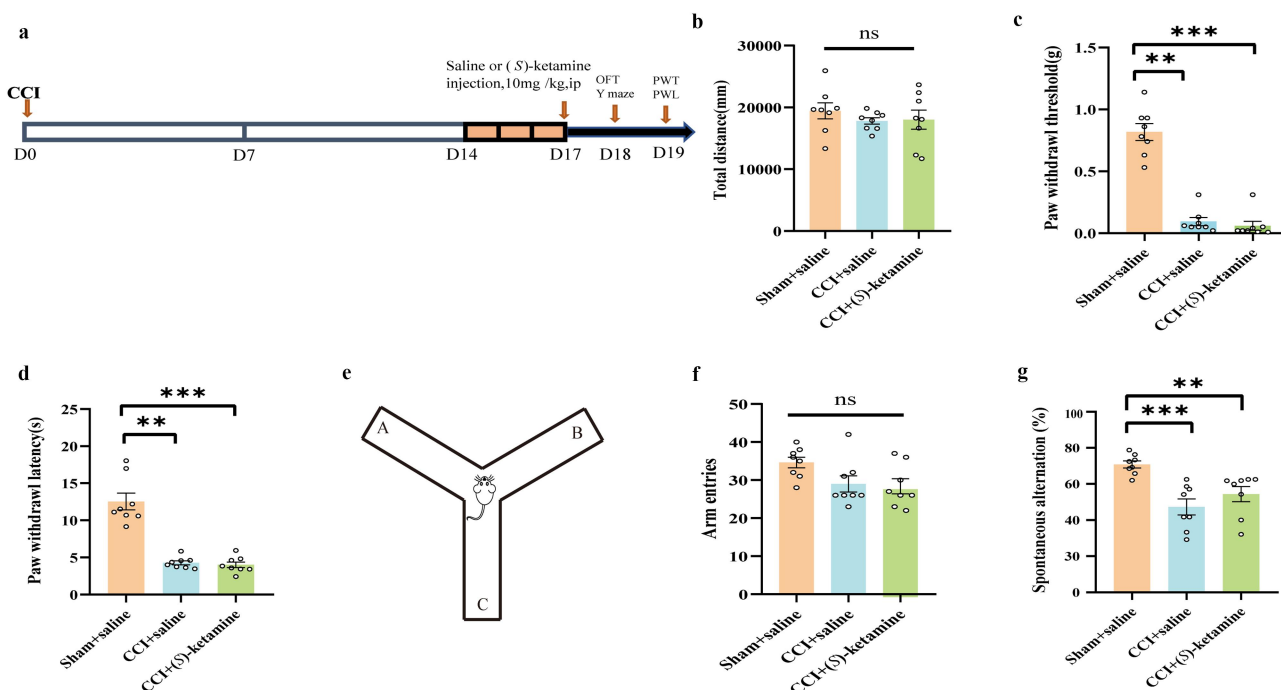 a
CCI
Saline or (S)-ketamine
injection,10mg /kg,ip
OFT
Y maze
PWT
PWL
D0
D7
D14
D17
D18
D19
b
ns
Total distance(mm)
30000
20000
10000
0
Sham+saline
CCI+saline
CCI+(S)-ketamine
c
***
**
Paw withdrawl threshold(g)
1.5
1.0
0.5
0.0
Sham+saline
CCI+saline
CCI+(S)-ketamine
d
***
**
Paw withdrawl latency(s)
25
20
15
10
5
0
Sham+saline
CCI+saline
CCI+(S)-ketamine
e
A
B
C
f
ns
Arm entries
50
40
30
20
10
0
Sham+saline
CCI+saline
CCI+(S)-ketamine
g
**
***
Spontaneous alternation (%)
100
80
60
40
30
0
Sham+saline
CCI+saline
CCI+(S)-ketamine